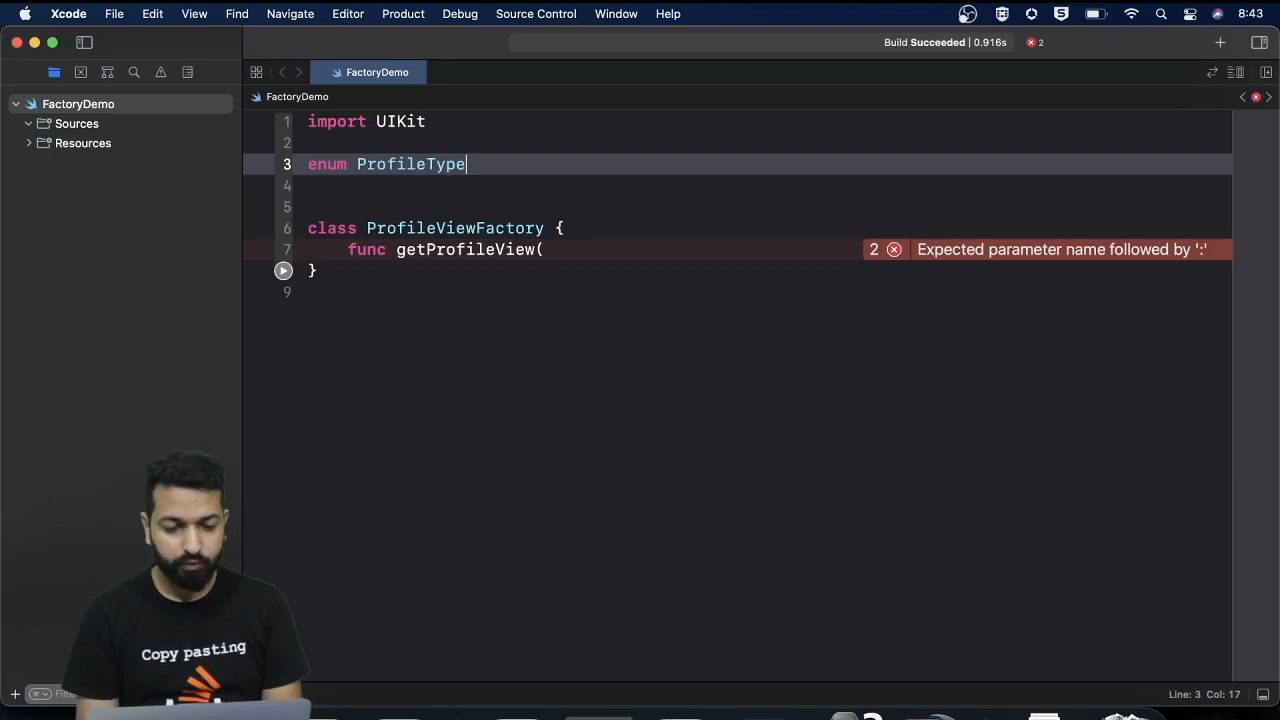 Xcode File Edit View Find Navigate Editor Product Debug Source Control Window Help 8:43
Build Succeeded | 0.916s 2
FactoryDemo
FactoryDemo
FactoryDemo
Sources
Resources
1 import UIKit
2
3 enum ProfileType
4
5
6 class ProfileViewFactory {
7 func getProfileView( 2 Expected parameter name followed by ':'
}
9
Copy pasting
Line: 3 Col: 17